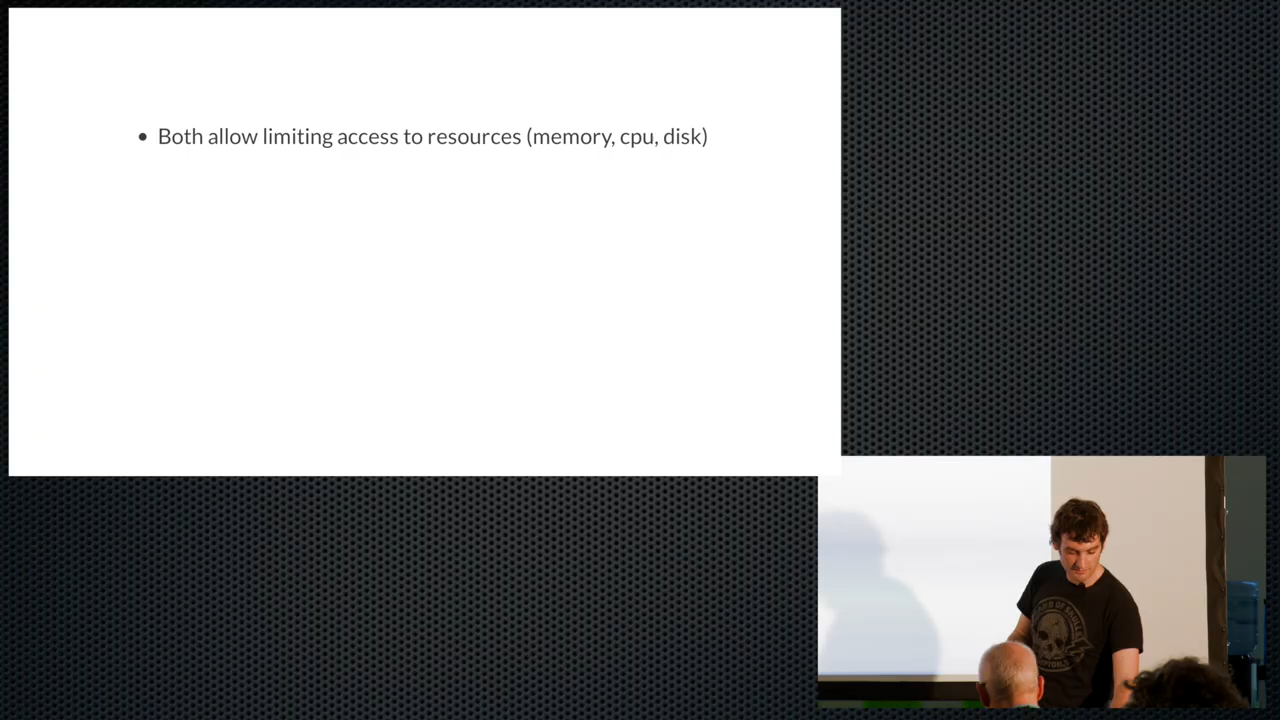 • Both allow limiting access to resources (memory, cpu, disk)